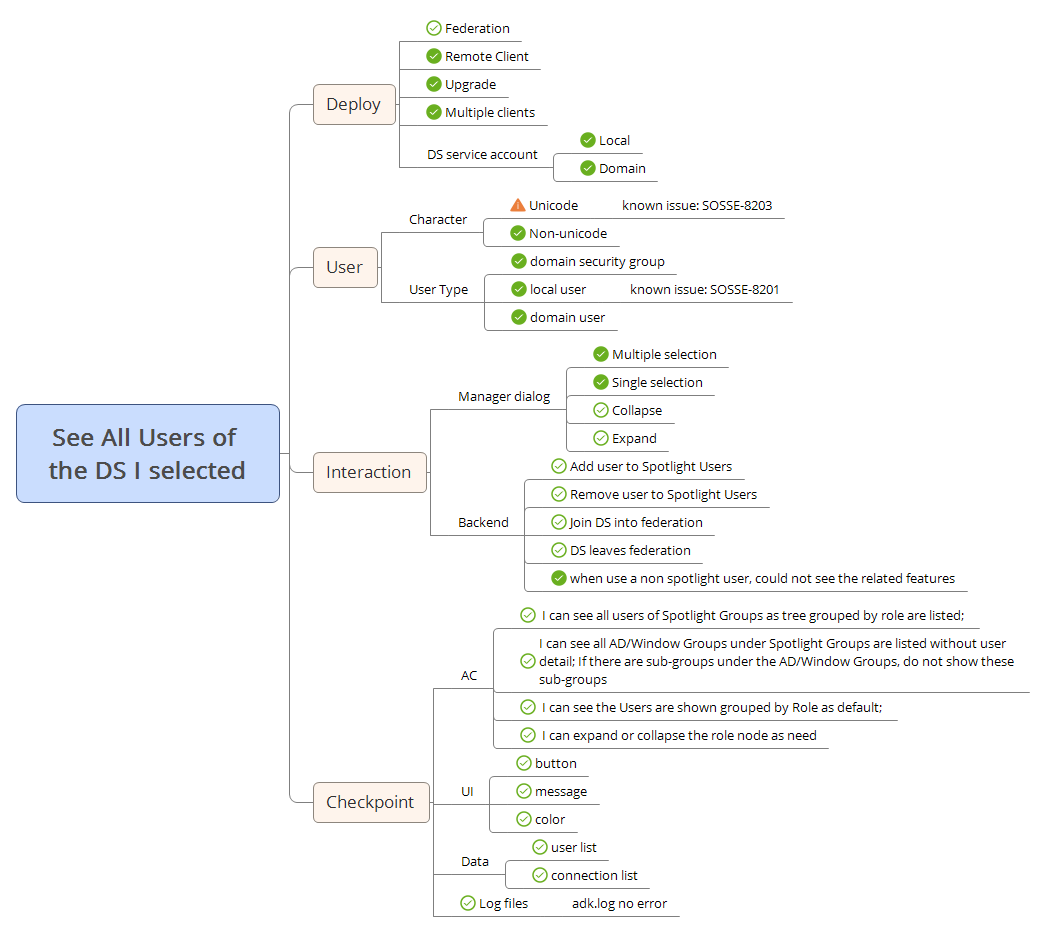 See All Users of
the DS I selected
Deploy
Federation
Remote Client
Upgrade
Multiple clients
DS service account
Local
Domain
User
Character
Unicode
known issue: SOSSE-8203
Non-unicode
User Type
domain security group
local user
known issue: SOSSE-8201
domain user
Interaction
Manager dialog
Multiple selection
Single selection
Collapse
Expand
Backend
Add user to Spotlight Users
Remove user to Spotlight Users
Join DS into federation
DS leaves federation
when use a non spotlight user, could not see the related features
Checkpoint
AC
I can see all users of Spotlight Groups as tree grouped by role are listed;
I can see all AD/Window Groups under Spotlight Groups are listed without user
detail; If there are sub-groups under the AD/Window Groups, do not show these
sub-groups
I can see the Users are shown grouped by Role as default;
I can expand or collapse the role node as need
UI
button
message
color
Data
user list
connection list
Log files
adk.log no error